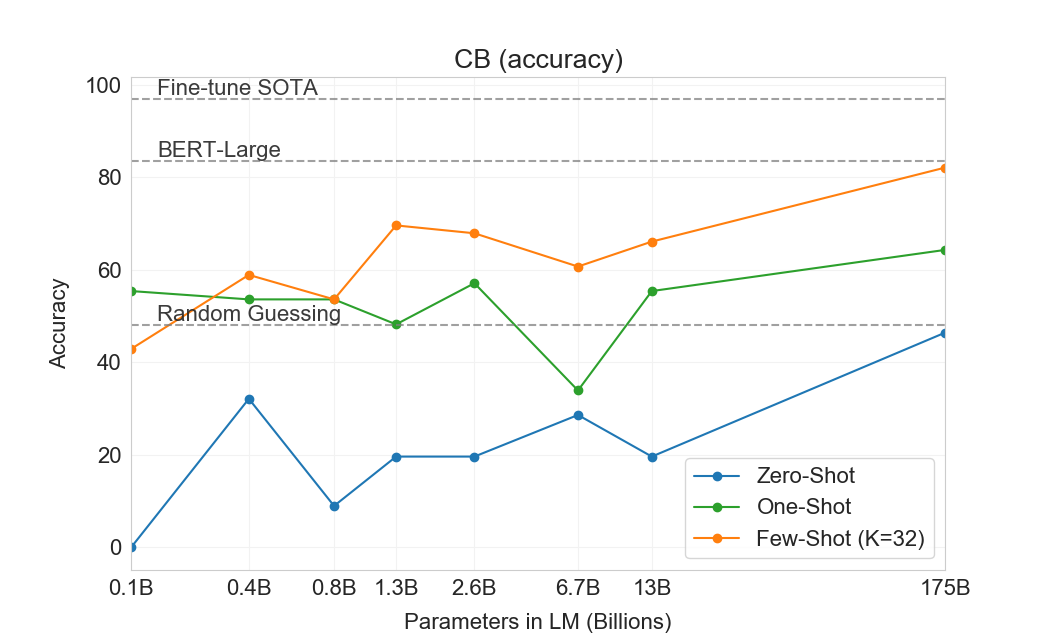 CB (accuracy)
100
Fine-tune SOTA
BERT-Large
80
60
Random Guessing
40
20
0
Accuracy
Zero-Shot
One-Shot
Few-Shot (K=32)
0.1B 0.4B 0.8B 1.3B 2.6B 6.7B 13B 175B
Parameters in LM (Billions)